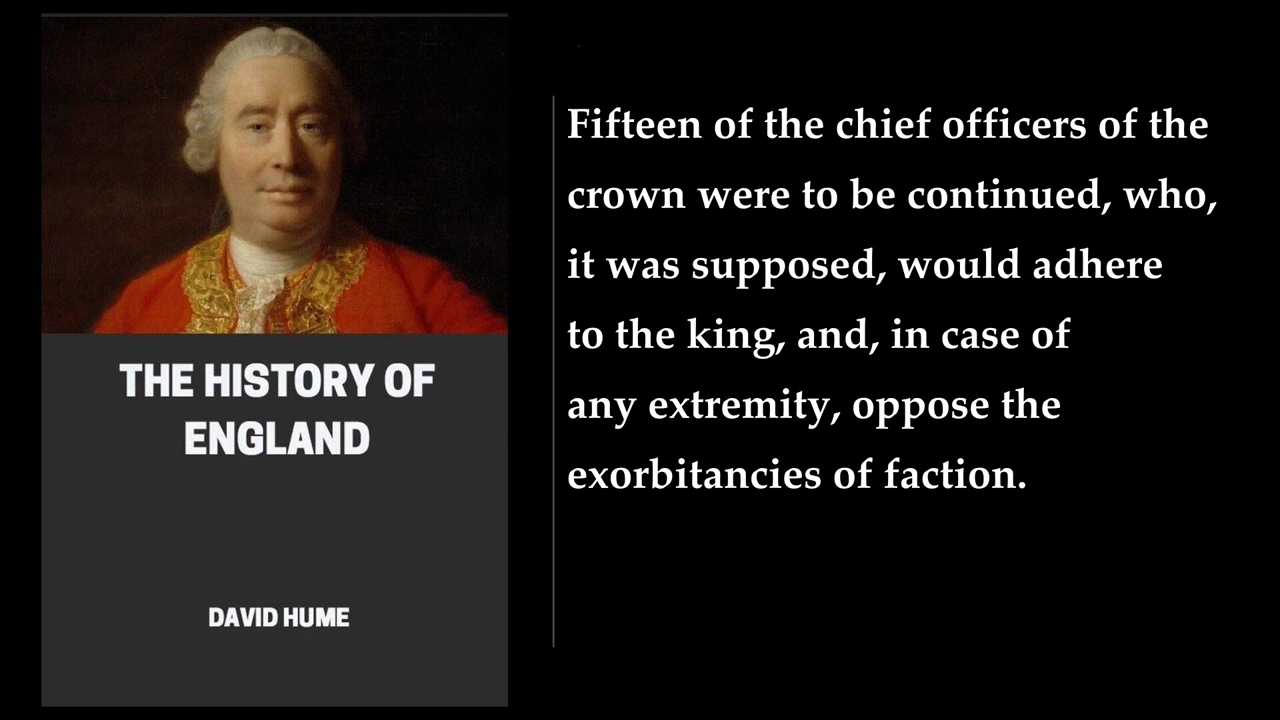 THE HISTORY OF
ENGLAND
DAVID HUME
Fifteen of the chief officers of the
crown were to be continued, who,
it was supposed, would adhere
to the king, and, in case of
any extremity, oppose the
exorbitancies of faction.